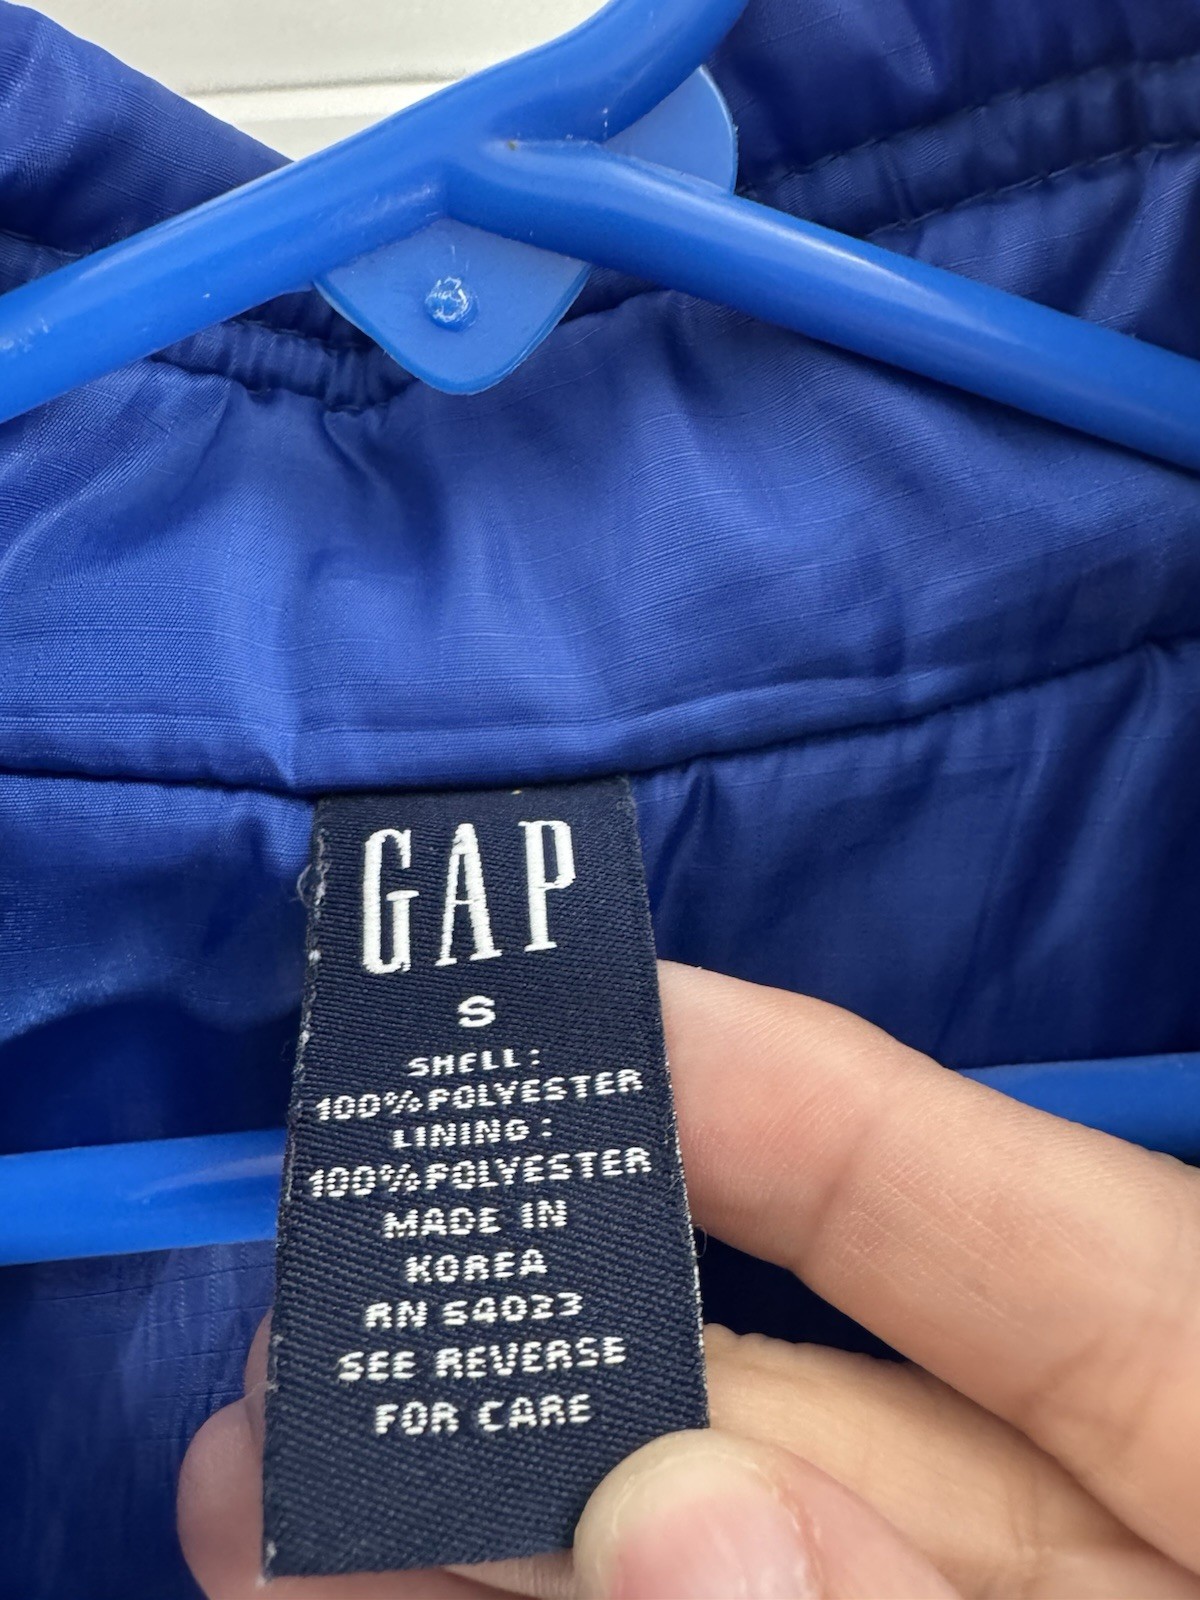 GAP
S
SHELL:
100% POLYESTER
LINING:
100% POLYESTER
MADE IN
KOREA
RN 54023
SEE REVERSE
FOR CARE